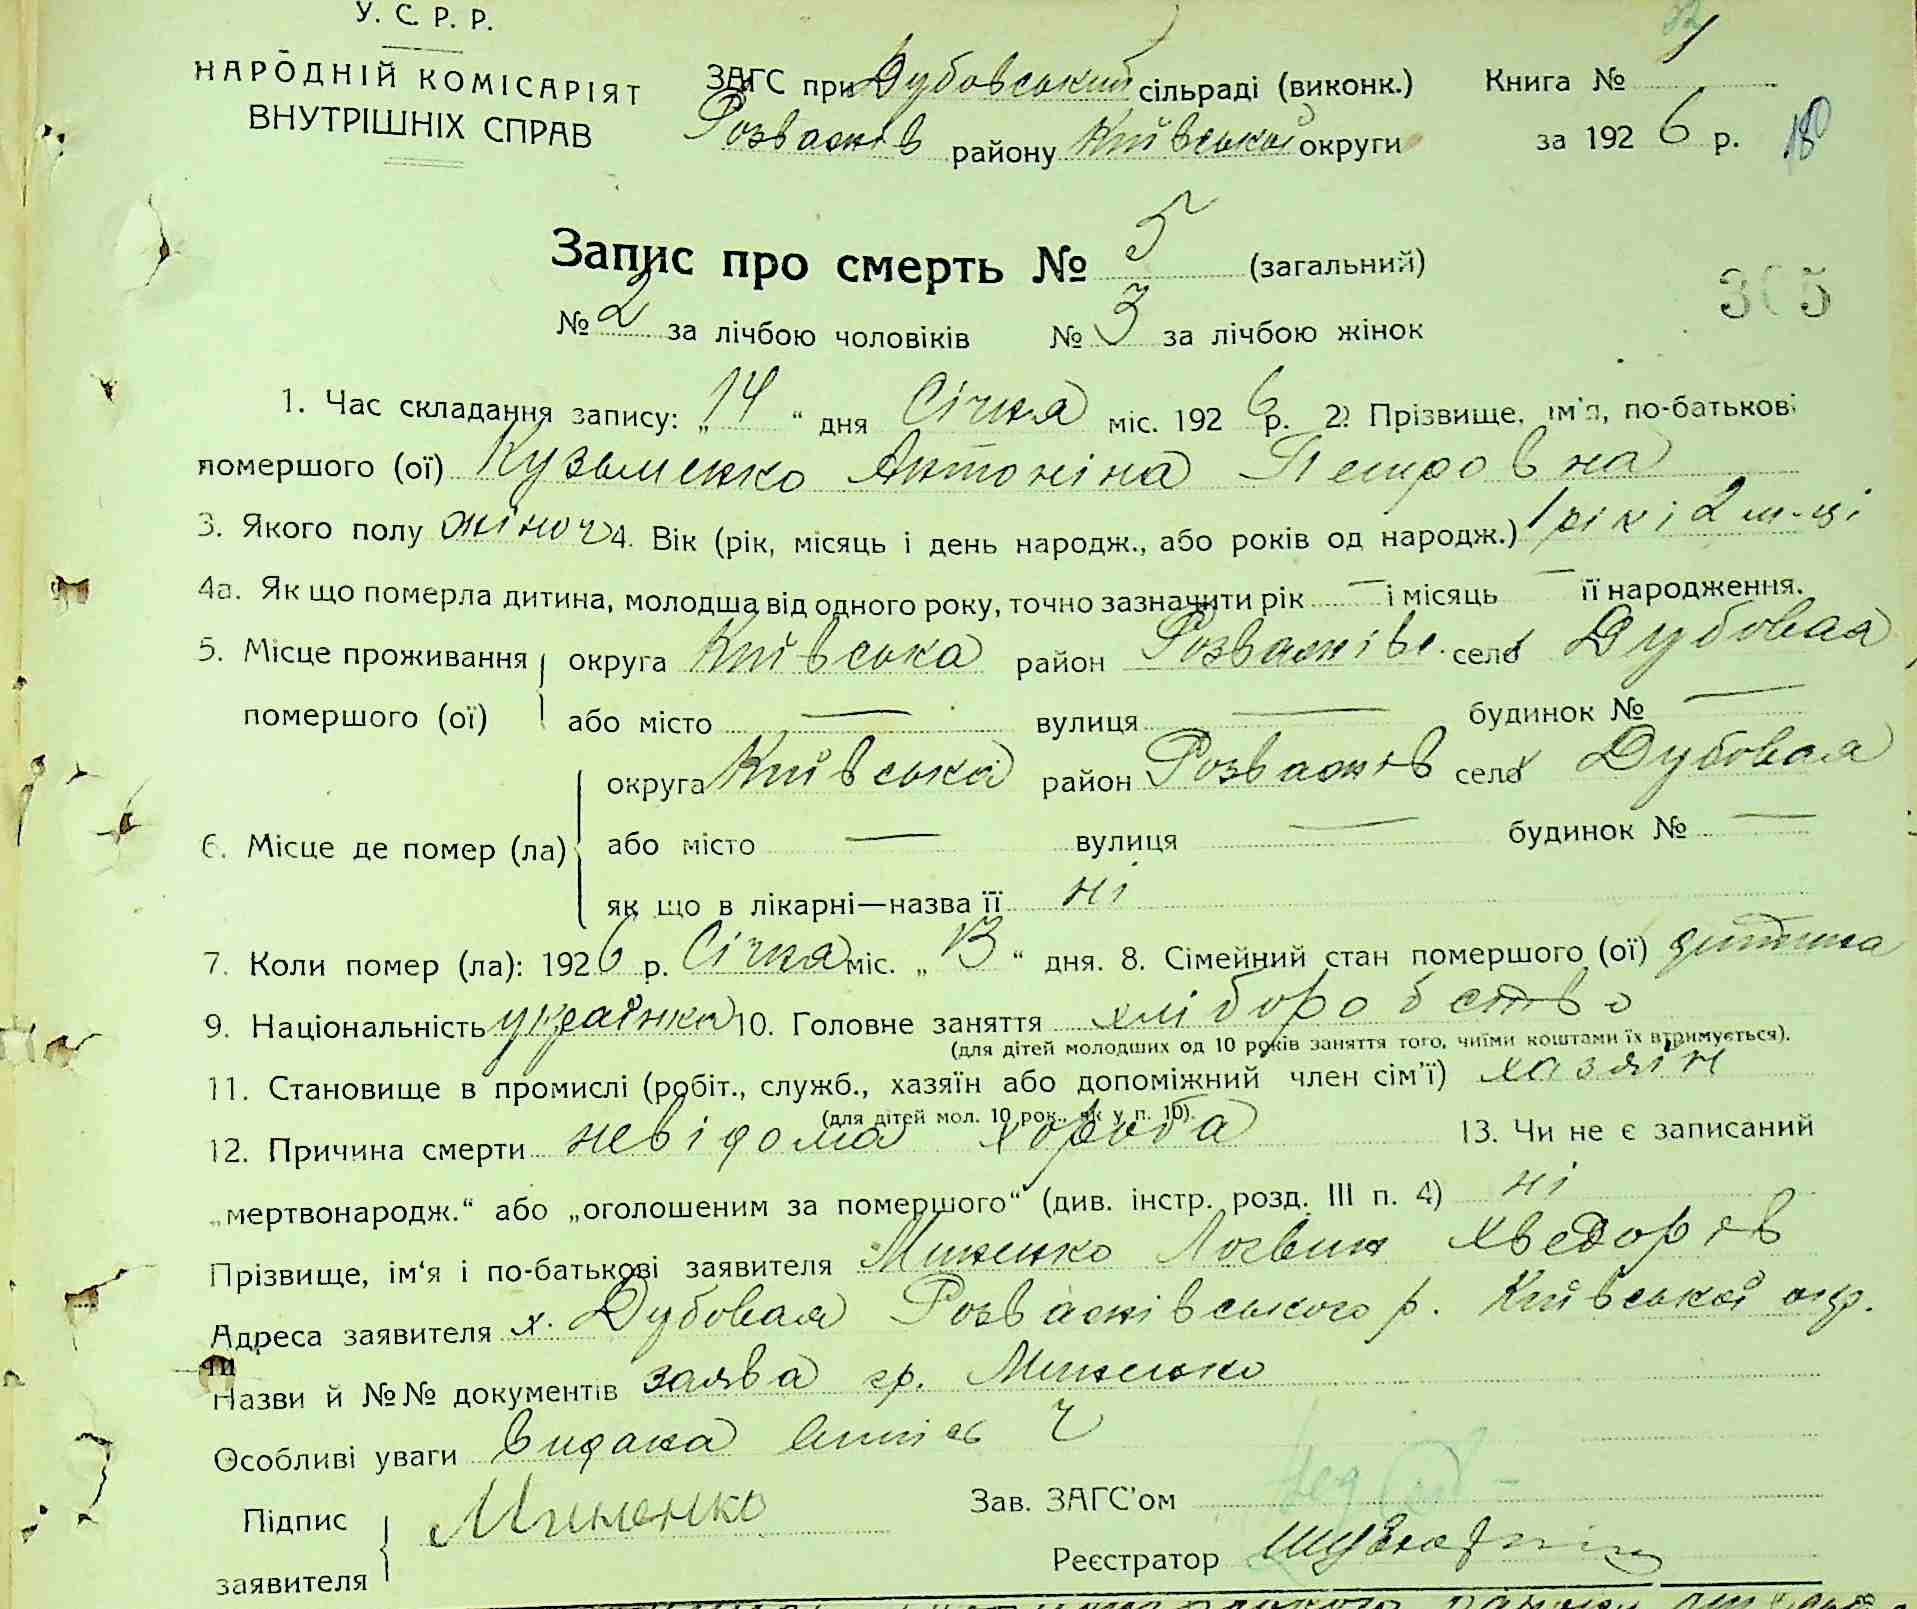 У. С. Р. Р.
НАРОДНІЙ КОМІСАРІЯТ
ВНУТРІШНІХ СПРАВ
ЗАГС при Дубовський сільраді (виконк.) Книга №
Розважів району Київської округи за 1926 р. 180
Запис про смерть № 5 (загальний)
305
№ 2 за лічбою чоловіків № 3 за лічбою жінок
1. Час складання запису: „14“ дня Січня міс. 1926 р. 2. Прізвище, ім'я, по-батькові
помершого (ої) Кузьменко Антоніна Петровна
3. Якого полу жіноч 4. Вік (рік, місяць і день народж., або років од народж.) 1 рік і 2 м-ці
4а. Як що померла дитина, молодша від одного року, точно зазначити рік — і місяць — її народження.
5. Місце проживання округа Київська район Розважівс. село х Дубовая
помершого (ої) або місто — вулиця — будинок № —
округа Київська район Розважів село х Дубовая
6. Місце де помер (ла) або місто — вулиця — будинок № —
як що в лікарні—назва її ні
7. Коли помер (ла): 1926 р. Січня міс. „13“ дня. 8. Сімейний стан помершого (ої) дитина
9. Національність українка 10. Головне заняття хліборобство
(для дітей молодших од 10 років заняття того, чиїми коштами їх втримується).
11. Становище в промислі (робіт., служб., хазяїн або допоміжний член сім'ї) хазяїн
(для дітей мол. 10 рок., як у п. 10).
12. Причина смерти невідома хороба 13. Чи не є записаний
„мертвонародж.“ або „оголошеним за помершого“ (див. інстр. розд. III п. 4) ні
Прізвище, ім'я і по-батькові заявителя Миненко Логвин Хведорів
Адреса заявителя х. Дубовая Розважівського р. Київської окр.
Назви й №№ документів заява гр. Миненко
Особливі уваги видана
Підпис Миненко Зав. ЗАГС'ом
заявителя Реєстратор